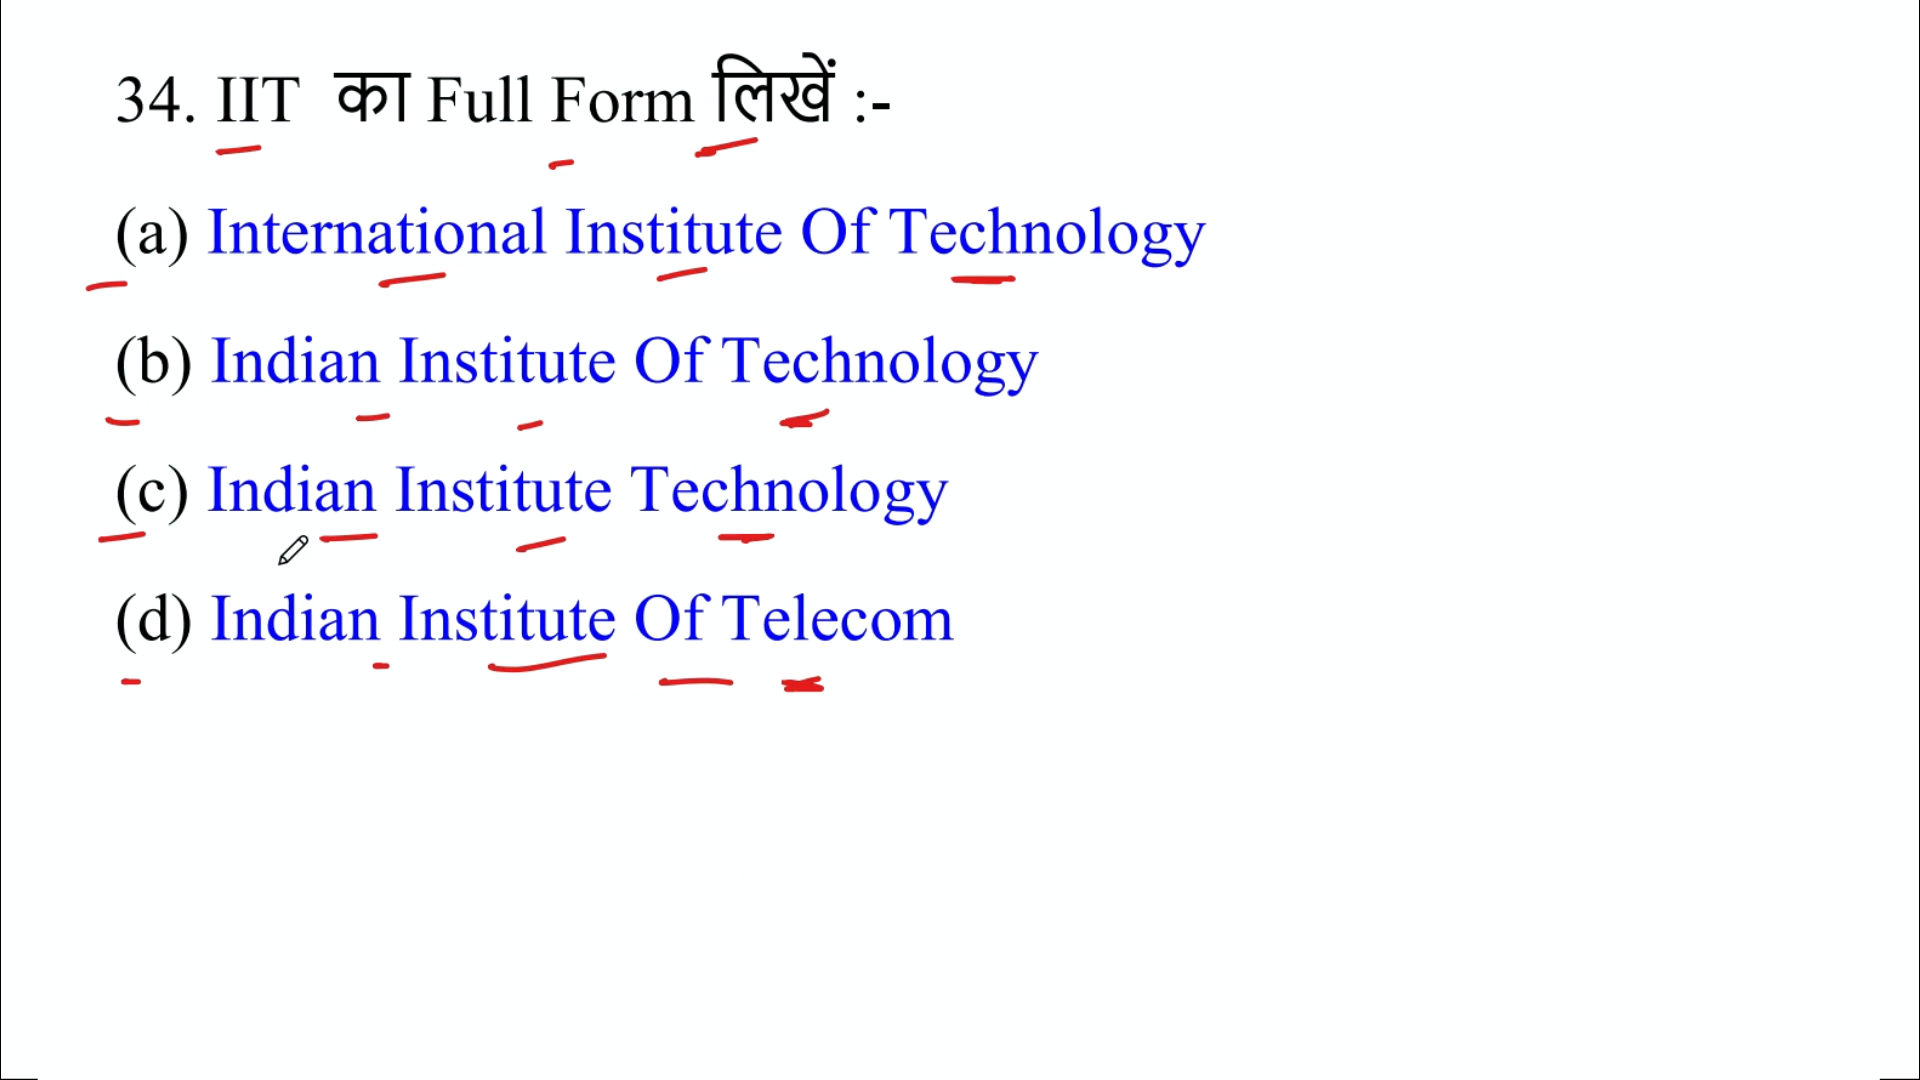 34. IIT का Full Form लिखें :-
(a) International Institute Of Technology
(b) Indian Institute Of Technology
(c) Indian Institute Technology
(d) Indian Institute Of Telecom